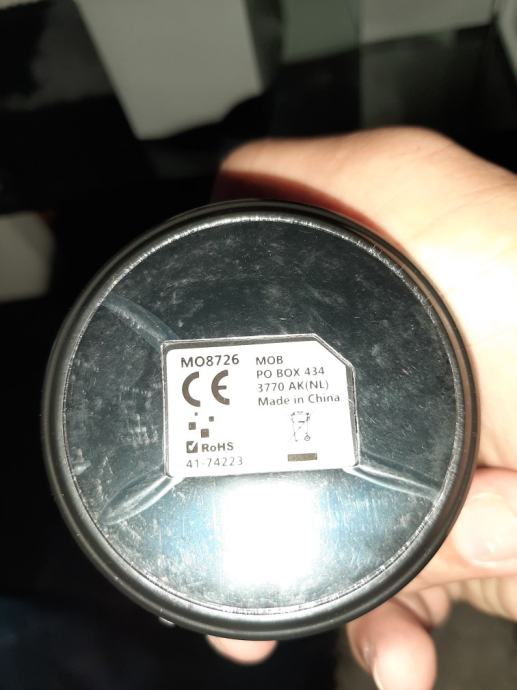 MO8726
CE
RoHS
41-74223
MOB
PO BOX 434
3770 AK(NL)
Made in China